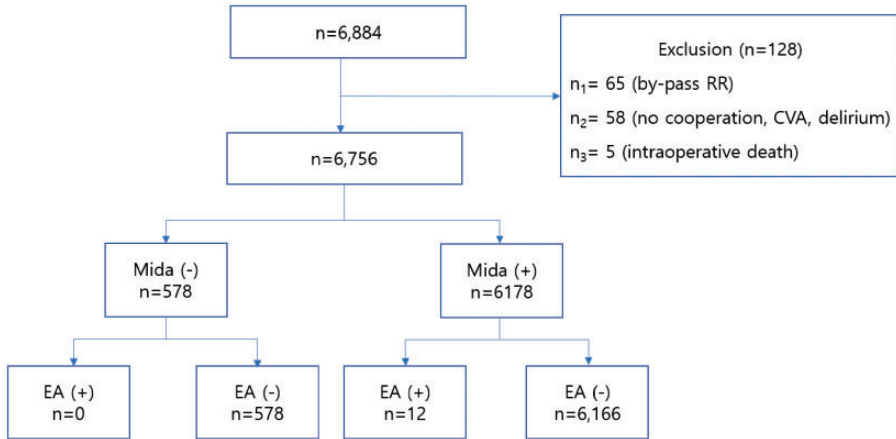 n=6,884
Exclusion (n=128)
n₁= 65 (by-pass RR)
n₂= 58 (no cooperation, CVA, delirium)
n₃= 5 (intraoperative death)
n=6,756
Mida (-)
n=578
Mida (+)
n=6178
EA (+)
n=0
EA (-)
n=578
EA (+)
n=12
EA (-)
n=6,166